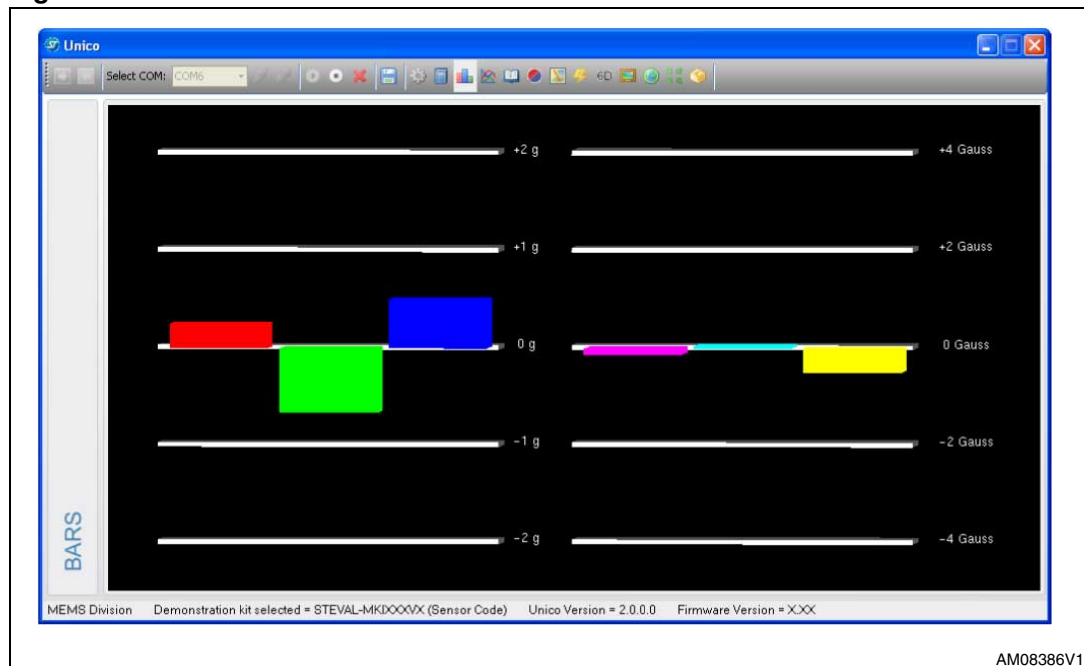 Unico
Select COM: COM6
6D
+2 g
+4 Gauss
+1 g
+2 Gauss
0 g
0 Gauss
-1 g
-2 Gauss
-2 g
-4 Gauss
BARS
MEMS Division Demonstration kit selected = STEVAL-MKIXXXVX (Sensor Code) Unico Version = 2.0.0.0 Firmware Version = X.XX
AM08386V1